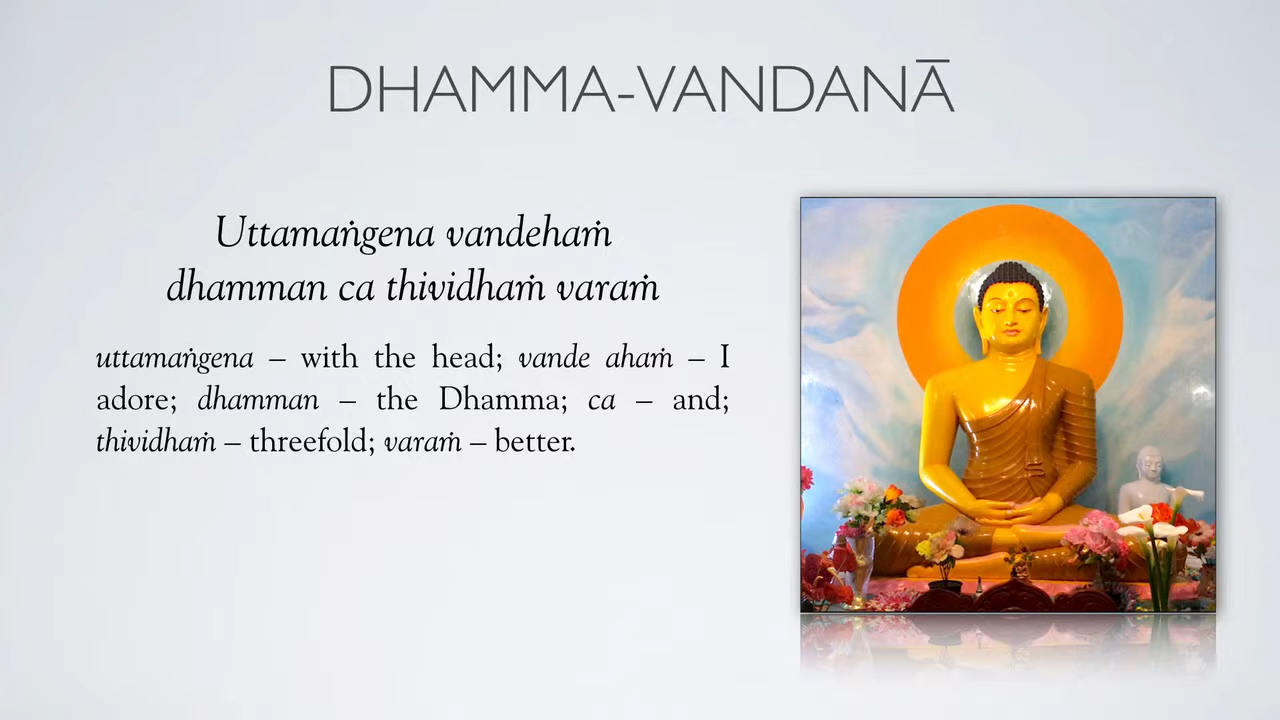 DHAMMA-VANDANĀ
Uttamaṅgena vandehaṁ
dhamman ca thividhaṁ varaṁ
uttamaṅgena – with the head; vande ahaṁ – I
adore; dhamman – the Dhamma; ca – and;
thividhaṁ – threefold; varaṁ – better.